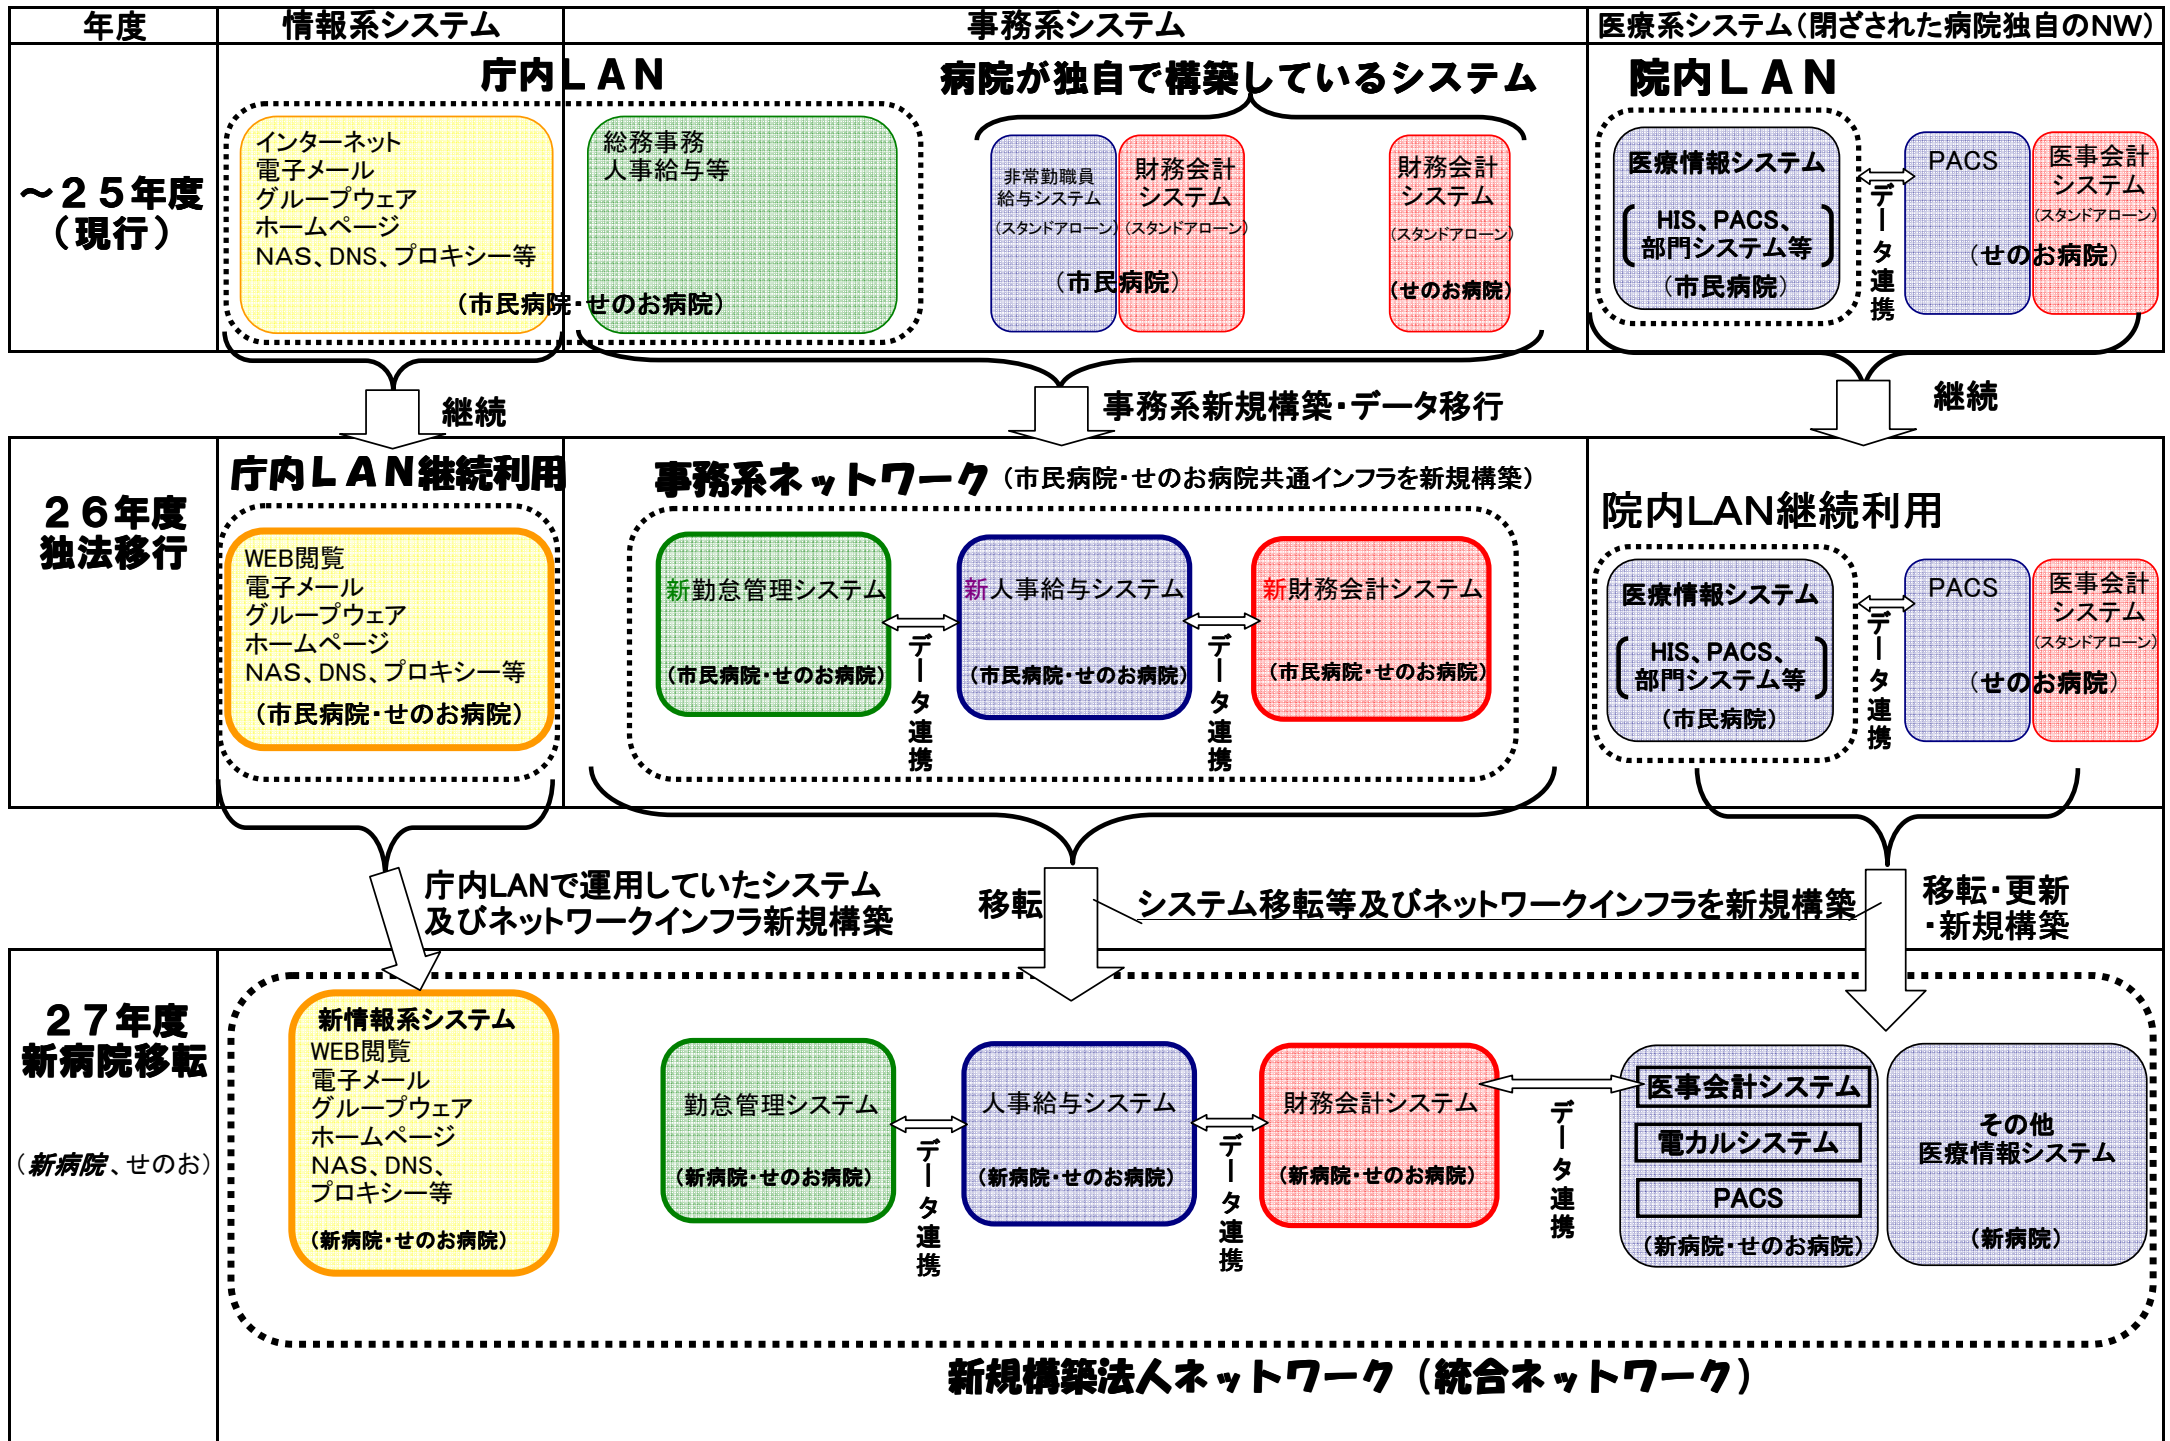 年度
情報系システム
事務系システム
医療系システム（閉ざされた病院独自のNW）
～２５年度
（現行）
庁内ＬＡＮ
インターネット
電子メール
グループウェア
ホームページ
NAS、DNS、プロキシー等
総務事務
人事給与等
（市民病院・せのお病院）
病院が独自で構築しているシステム
非常勤職員
給与システム
（スタンドアローン）
財務会計
システム
（スタンドアローン）
（市民病院）
財務会計
システム
（スタンドアローン）
（せのお病院）
院内ＬＡＮ
医療情報システム
HIS、PACS、
部門システム等
（市民病院）
データ連携
PACS
医事会計
システム
（スタンドアローン）
（せのお病院）
継続
事務系新規構築・データ移行
継続
２６年度
独法移行
庁内ＬＡＮ継続利用
WEB閲覧
電子メール
グループウェア
ホームページ
NAS、DNS、プロキシー等
（市民病院・せのお病院）
事務系ネットワーク（市民病院・せのお病院共通インフラを新規構築）
新勤怠管理システム
（市民病院・せのお病院）
データ連携
新人事給与システム
（市民病院・せのお病院）
データ連携
新財務会計システム
（市民病院・せのお病院）
院内LAN継続利用
医療情報システム
HIS、PACS、
部門システム等
（市民病院）
データ連携
PACS
医事会計
システム
（スタンドアローン）
（せのお病院）
庁内LANで運用していたシステム
及びネットワークインフラ新規構築
移転
システム移転等及びネットワークインフラを新規構築
移転・更新
・新規構築
２７年度
新病院移転
（新病院、せのお）
新情報系システム
WEB閲覧
電子メール
グループウェア
ホームページ
NAS、DNS、
プロキシー等
（新病院・せのお病院）
勤怠管理システム
（新病院・せのお病院）
データ連携
人事給与システム
（新病院・せのお病院）
データ連携
財務会計システム
（新病院・せのお病院）
データ連携
医事会計システム
電カルシステム
PACS
（新病院・せのお病院）
その他
医療情報システム
（新病院）
新規構築法人ネットワーク（統合ネットワーク）